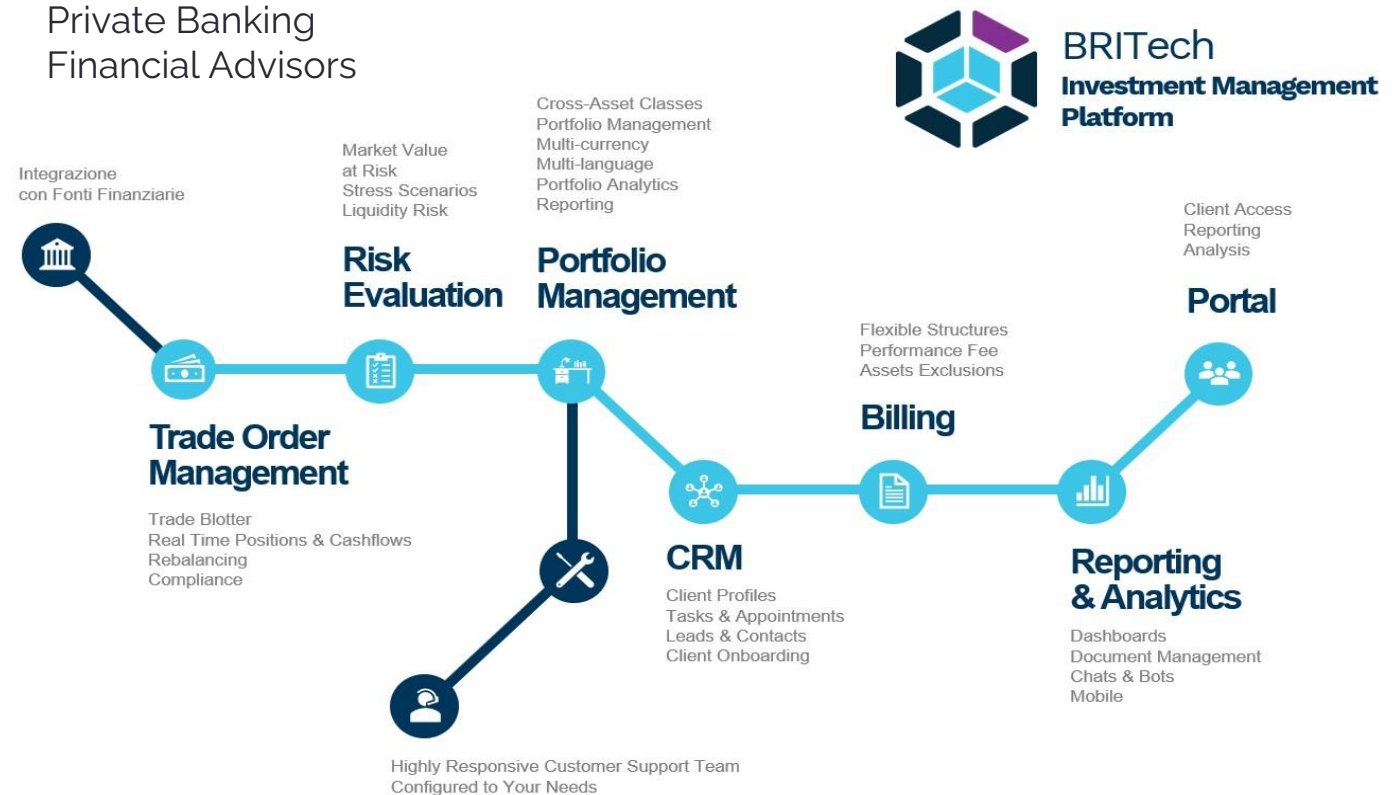 Private Banking
Financial Advisors
BRITech
Investment Management
Platform
Integrazione
con Fonti Finanziarie
Market Value
at Risk
Stress Scenarios
Liquidity Risk
Risk
Evaluation
Cross-Asset Classes
Portfolio Management
Multi-currency
Multi-language
Portfolio Analytics
Reporting
Portfolio
Management
Client Access
Reporting
Analysis
Portal
Flexible Structures
Performance Fee
Assets Exclusions
Billing
Trade Order
Management
Trade Blotter
Real Time Positions & Cashflows
Rebalancing
Compliance
CRM
Client Profiles
Tasks & Appointments
Leads & Contacts
Client Onboarding
Reporting
& Analytics
Dashboards
Document Management
Chats & Bots
Mobile
Highly Responsive Customer Support Team
Configured to Your Needs